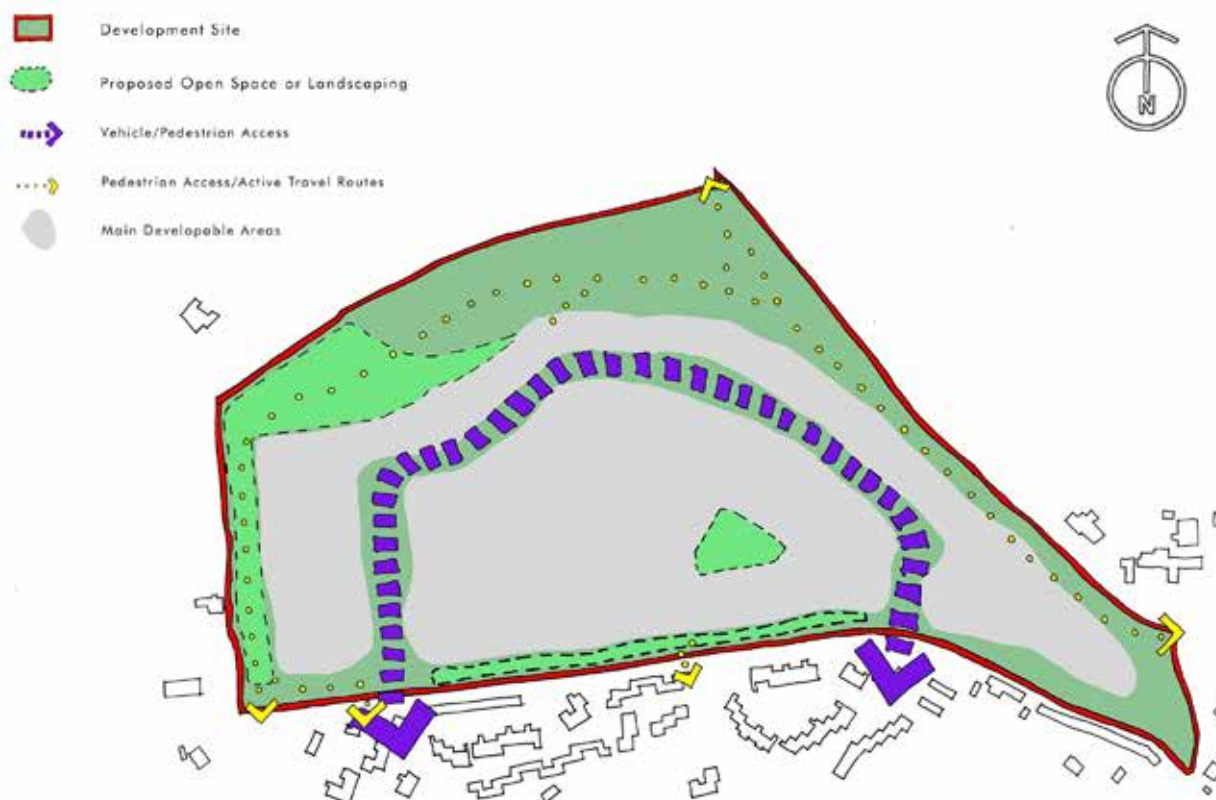 Development Site
Proposed Open Space or Landscaping
Vehicle/Pedestrian Access
Pedestrian Access/Active Travel Routes
Main Developable Areas
N